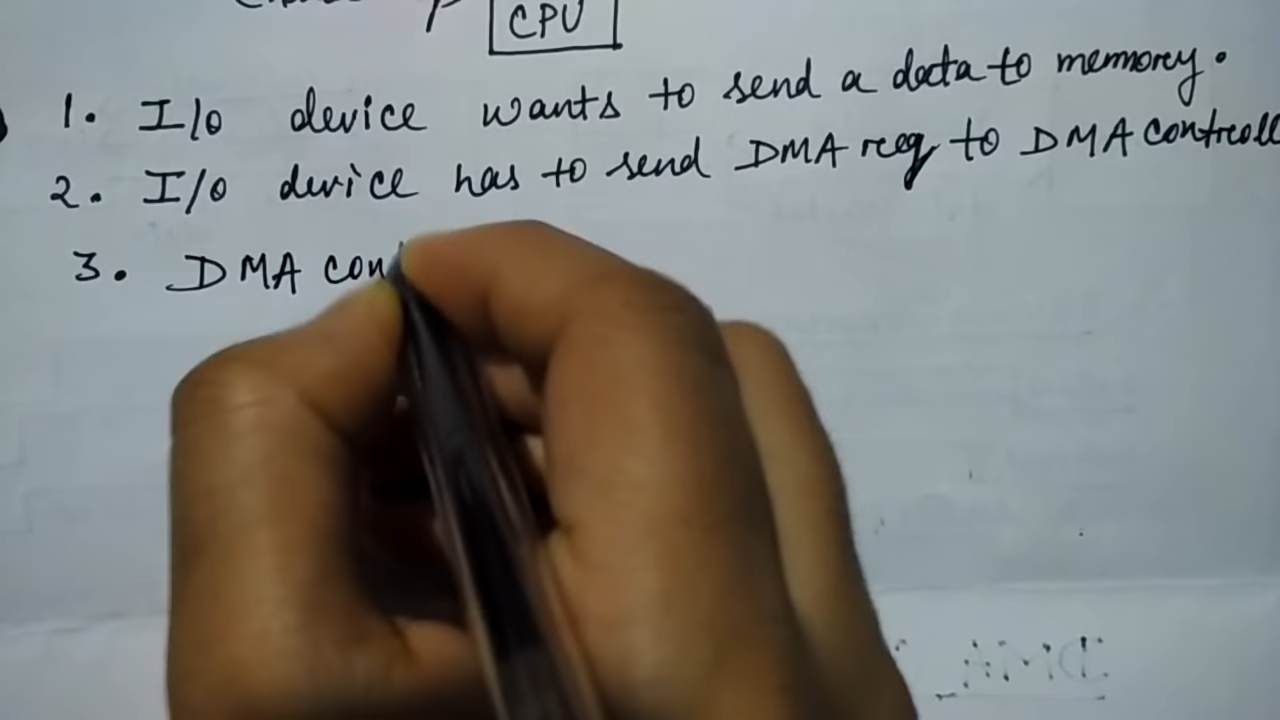 CPU
1. I/o device wants to send a data to memory.
2. I/o device has to send DMA req to DMA controll
3. DMA con
DMA